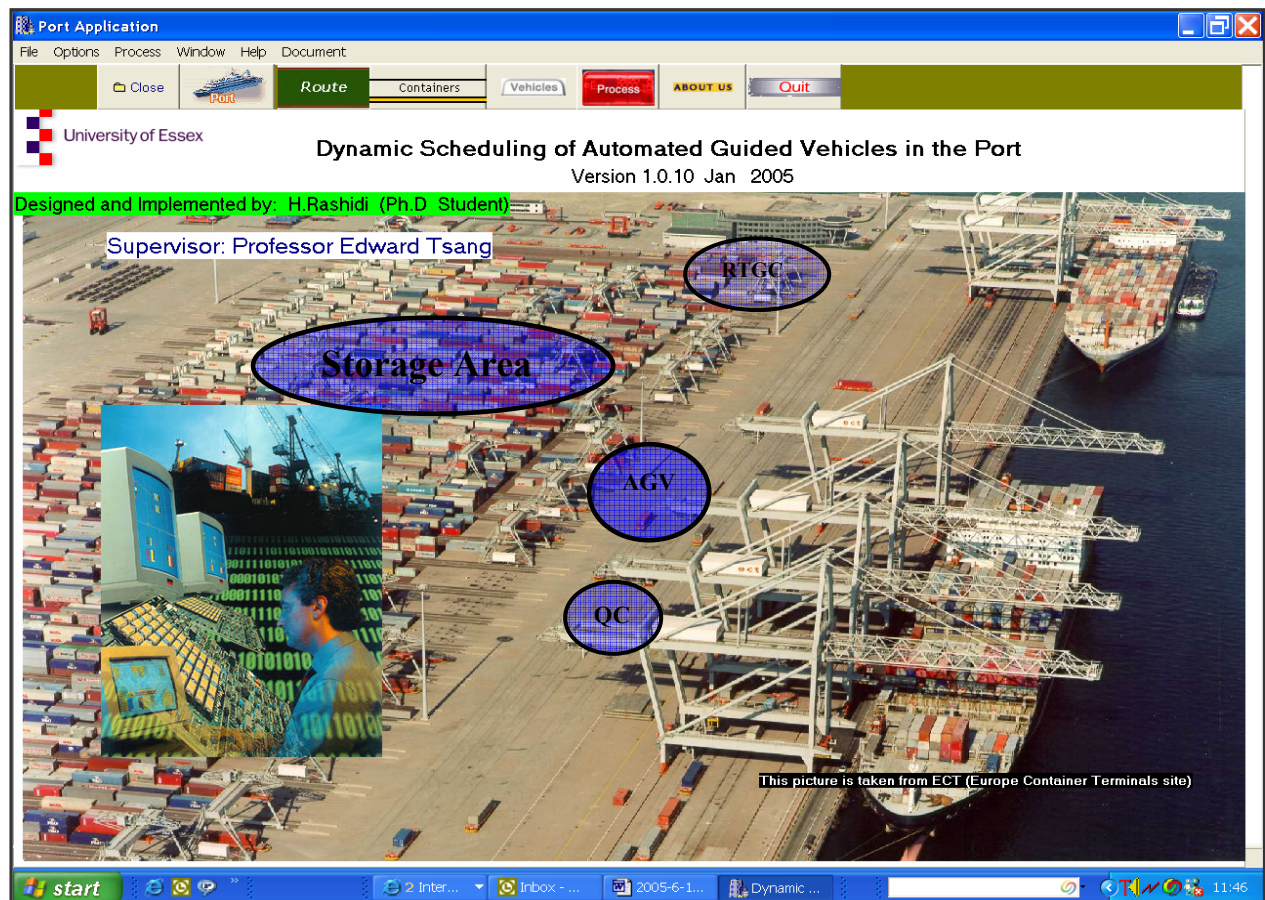 Port Application
File Options Process Window Help Document
Close
Port
Route
Containers
Vehicles
Process
ABOUT US
Quit
University of Essex
Dynamic Scheduling of Automated Guided Vehicles in the Port
Version 1.0.10 Jan 2005
Designed and Implemented by: H.Rashidi (Ph.D Student)
Supervisor: Professor Edward Tsang
RTGC
Storage Area
AGV
QC
ect
ect
This picture is taken from ECT (Europe Container Terminals site)
start
2 Inter...
Inbox - ...
2005-6-1...
Dynamic ...
11:46